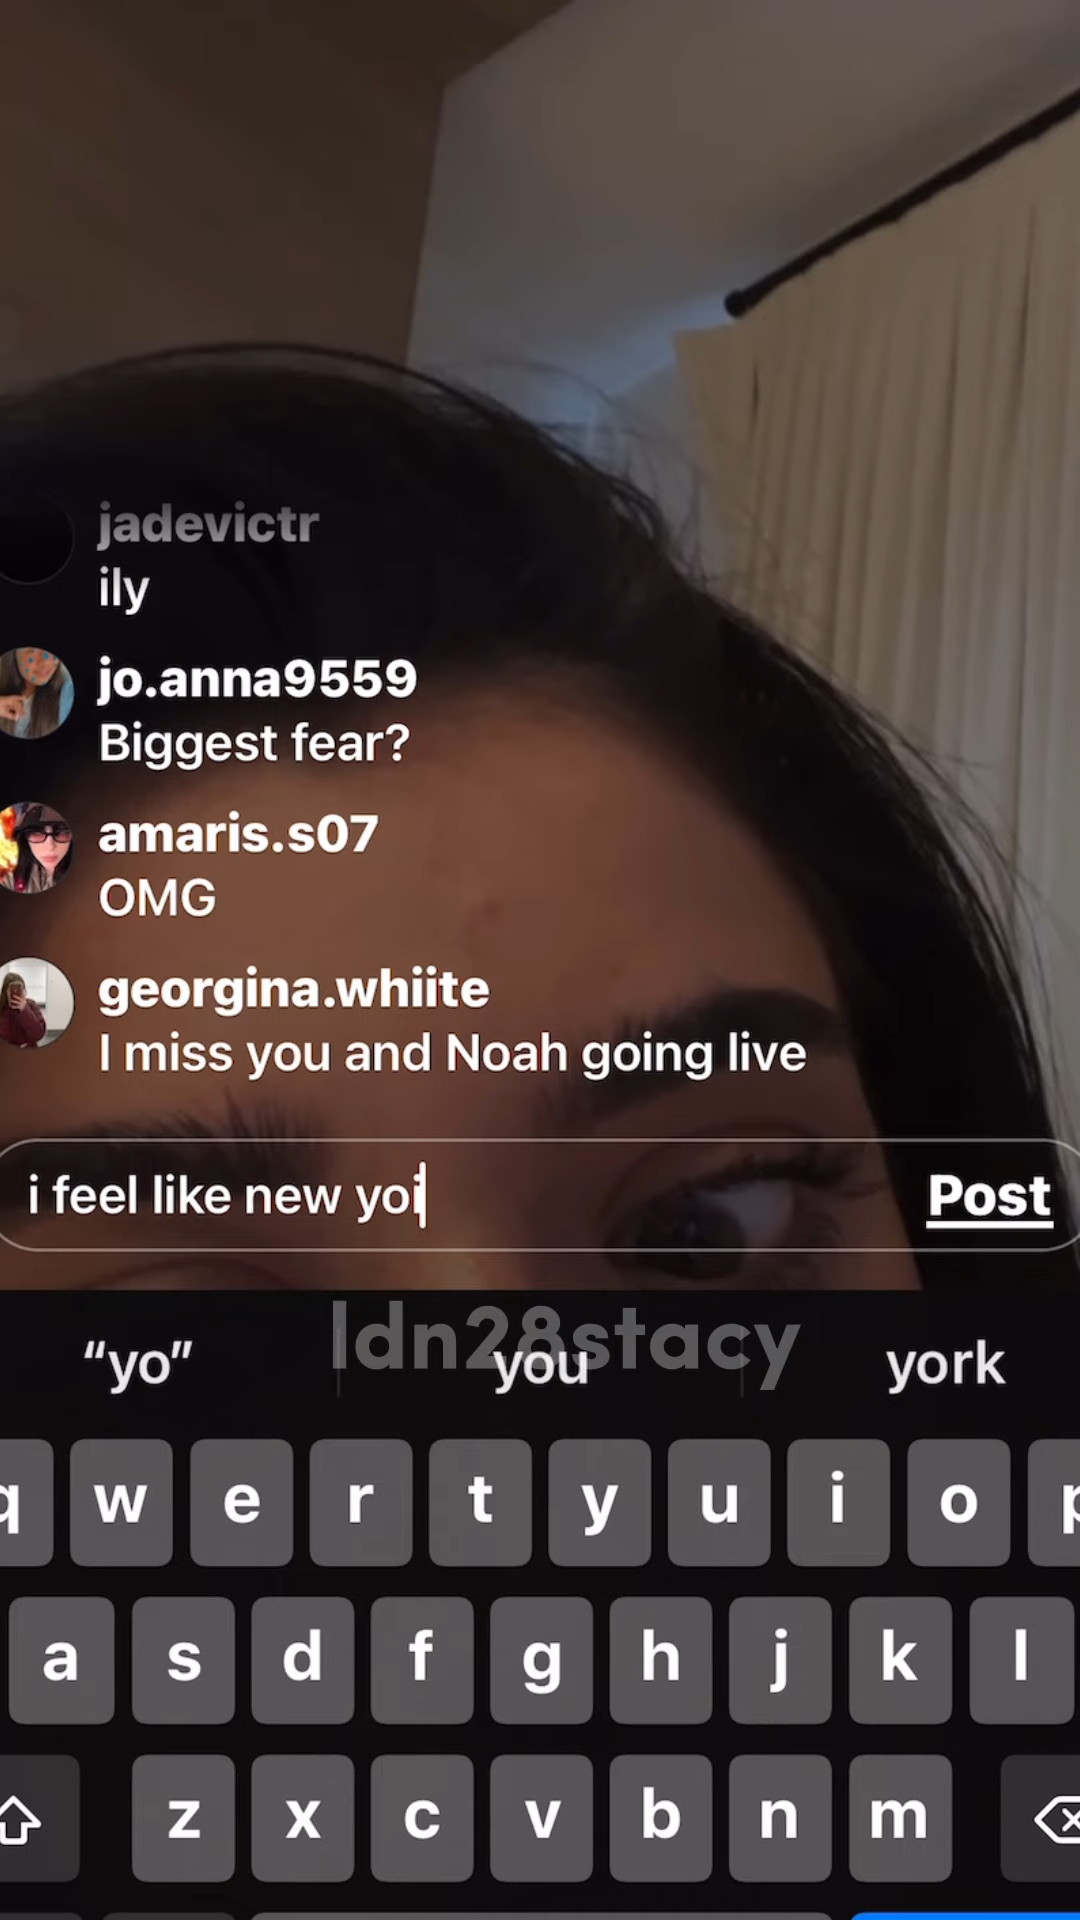 jadevictr
ily
jo.anna9559
Biggest fear?
amaris.s07
OMG
georgina.whiite
I miss you and Noah going live
i feel like new yoi
Post
ldn28stacy
“yo” you york
q w e r t y u i o p
a s d f g h j k l
z x c v b n m